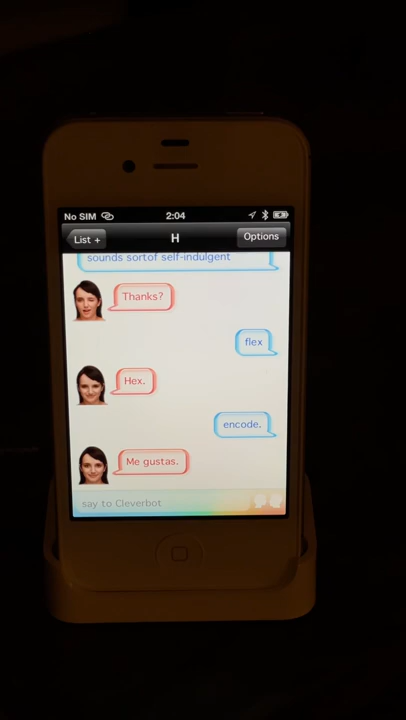 No SIM 2:04
List + H Options
sounds sortof self-indulgent
Thanks?
flex
Hex.
encode.
Me gustas.
say to Cleverbot